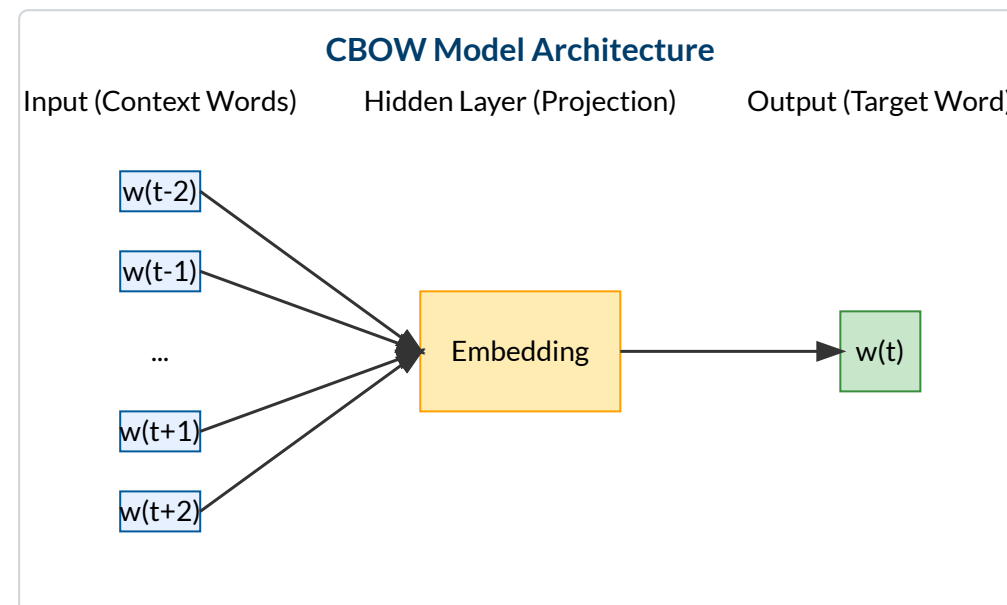 CBOW Model Architecture
Input (Context Words)
Hidden Layer (Projection)
Output (Target Word)
w(t-2)
w(t-1)
...
w(t+1)
w(t+2)
Embedding
w(t)